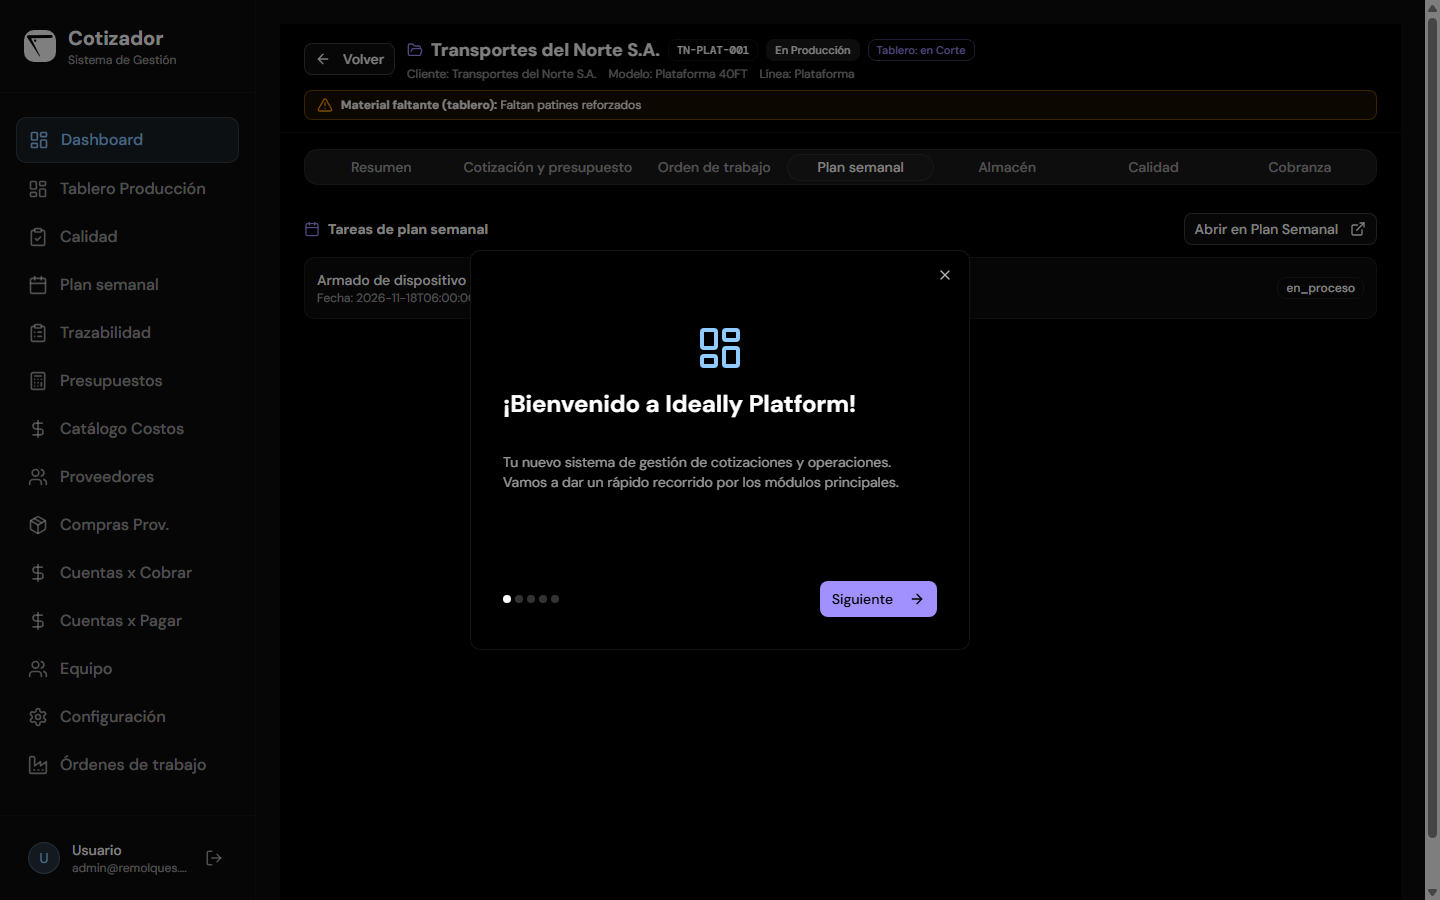 Cotizador
Sistema de Gestión
Dashboard
Tablero Producción
Calidad
Plan semanal
Trazabilidad
Presupuestos
Catálogo Costos
Proveedores
Compras Prov.
Cuentas x Cobrar
Cuentas x Pagar
Equipo
Configuración
Órdenes de trabajo
U
Usuario
admin@remolques....
Volver
Transportes del Norte S.A. TN-PLAT-001 En Producción Tablero: en Corte
Cliente: Transportes del Norte S.A. Modelo: Plataforma 40FT Línea: Plataforma
Material faltante (tablero): Faltan patines reforzados
Resumen Cotización y presupuesto Orden de trabajo Plan semanal Almacén Calidad Cobranza
Tareas de plan semanal
Abrir en Plan Semanal
Armado de dispositivo
Fecha: 2026-11-18T06:00:00
en_proceso
¡Bienvenido a Ideally Platform!
Tu nuevo sistema de gestión de cotizaciones y operaciones.
Vamos a dar un rápido recorrido por los módulos principales.
Siguiente